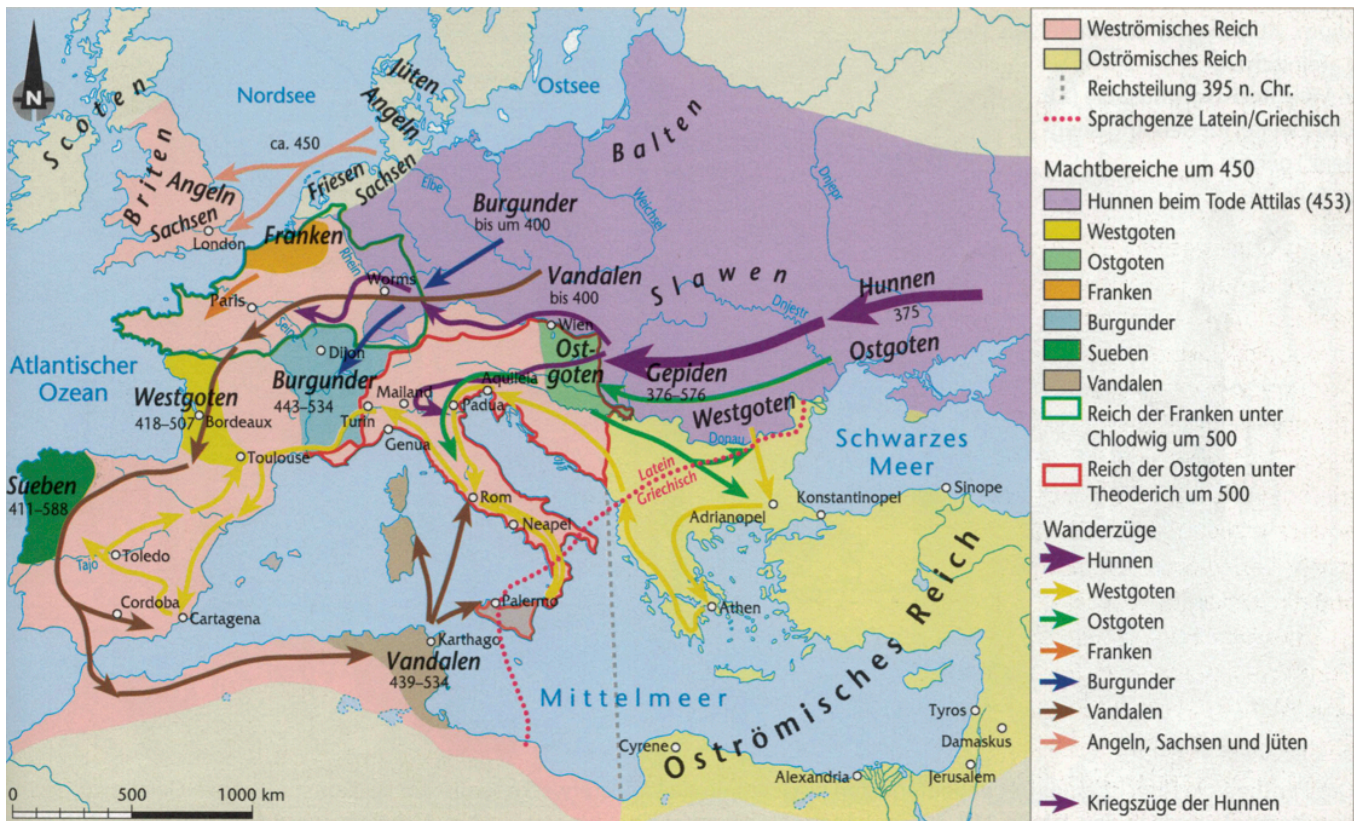 Nordsee
Ostsee
Jüten
Angeln
Scoten
Briten
ca. 450
Angeln
Sachsen
London
Friesen
Sachsen
Elbe
Balten
Weichsel
Dnjepr
Burgunder
bis um 400
Franken
Rhein
Worms
Vandalen
bis 400
Slawen
Hunnen
375
Dnjestr
Paris
Sein
Wien
Atlantischer
Ozean
Dijon
Ost-
goten
Ostgoten
Gepiden
376–576
Westgoten
418–507
Bordeaux
Burgunder
443–534
Mailand
Aquileia
Turin
Padua
Genua
Westgoten
Donau
Schwarzes
Meer
Toulouse
Latein
Griechisch
Sueben
411–588
Rom
Konstantinopel
Sinope
Adrianopel
Neapel
Tajo
Toledo
Cordoba
Cartagena
Palermo
Athen
Karthago
Vandalen
439–534
Mittelmeer
Oströmisches Reich
Tyros
Damaskus
Cyrene
Alexandria
Jerusalem
0 500 1000 km
N
Weströmisches Reich
Oströmisches Reich
Reichsteilung 395 n. Chr.
Sprachgenze Latein/Griechisch
Machtbereiche um 450
Hunnen beim Tode Attilas (453)
Westgoten
Ostgoten
Franken
Burgunder
Sueben
Vandalen
Reich der Franken unter
Chlodwig um 500
Reich der Ostgoten unter
Theoderich um 500
Wanderzüge
Hunnen
Westgoten
Ostgoten
Franken
Burgunder
Vandalen
Angeln, Sachsen und Jüten
Kriegszüge der Hunnen